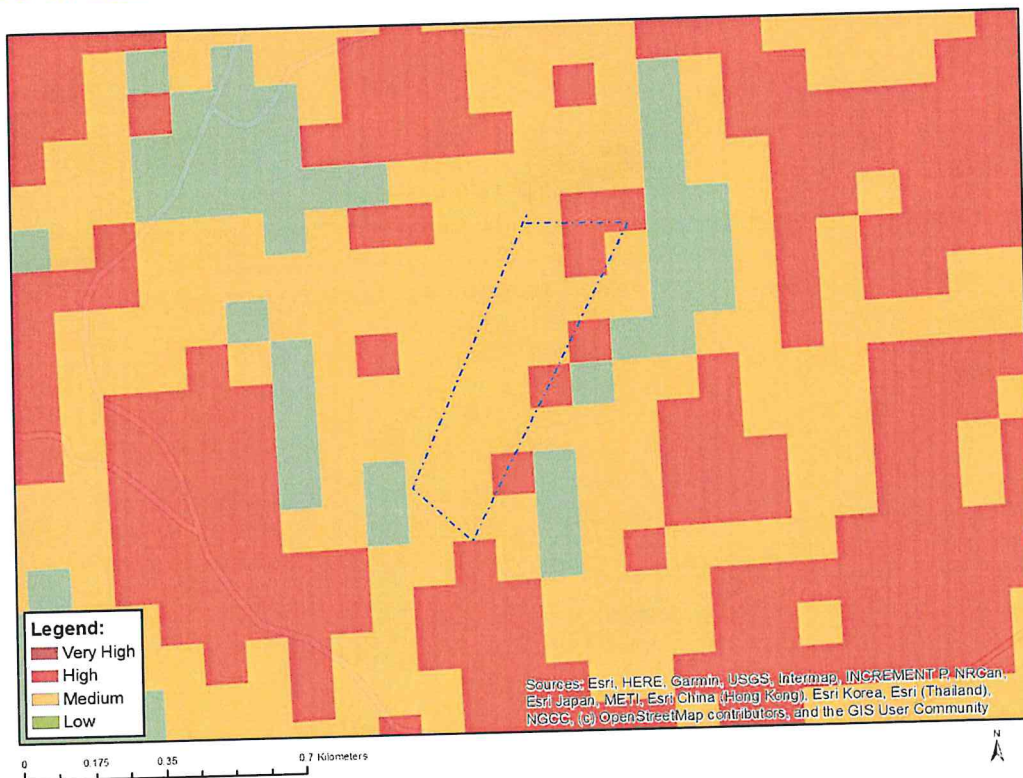 Legend:
Very High
High
Medium
Low
Sources: Esri, HERE, Garmin, USGS, Intermap, INCREMENT P, NRCan,
Esri Japan, METI, Esri China (Hong Kong), Esri Korea, Esri (Thailand),
NGCC, (c) OpenStreetMap contributors, and the GIS User Community
0 0.175 0.35 0.7 Kilometers
N